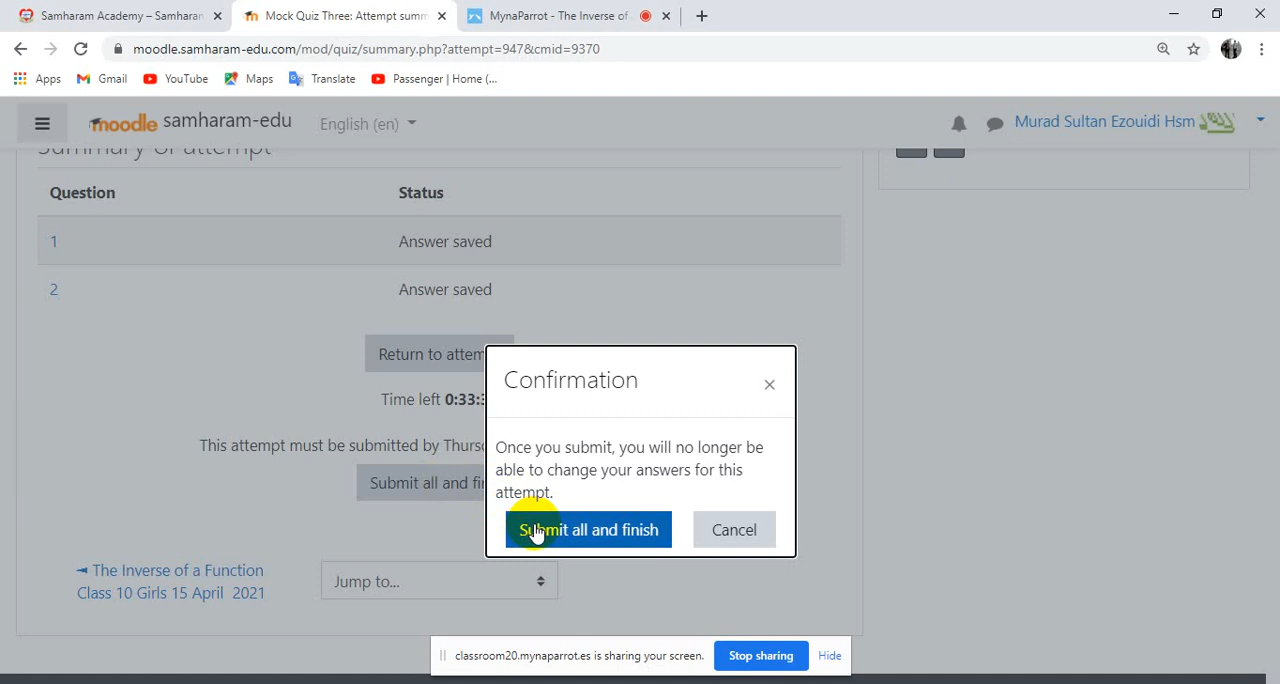 Samharam Academy – Samharan
Mock Quiz Three: Attempt summ
MynaParrot - The Inverse of
moodle.samharam-edu.com/mod/quiz/summary.php?attempt=947&cmid=9370
Apps Gmail YouTube Maps Translate Passenger | Home (...
moodle samharam-edu English (en) Murad Sultan Ezouidi Hsm
Summary of attempt
Question Status
1 Answer saved
2 Answer saved
Return to attem
Time left 0:33:3
This attempt must be submitted by Thurs
Submit all and fi
Confirmation
Once you submit, you will no longer be
able to change your answers for this
attempt.
Submit all and finish Cancel
◄ The Inverse of a Function
Class 10 Girls 15 April 2021
Jump to...
classroom20.mynaparrot.es is sharing your screen. Stop sharing Hide